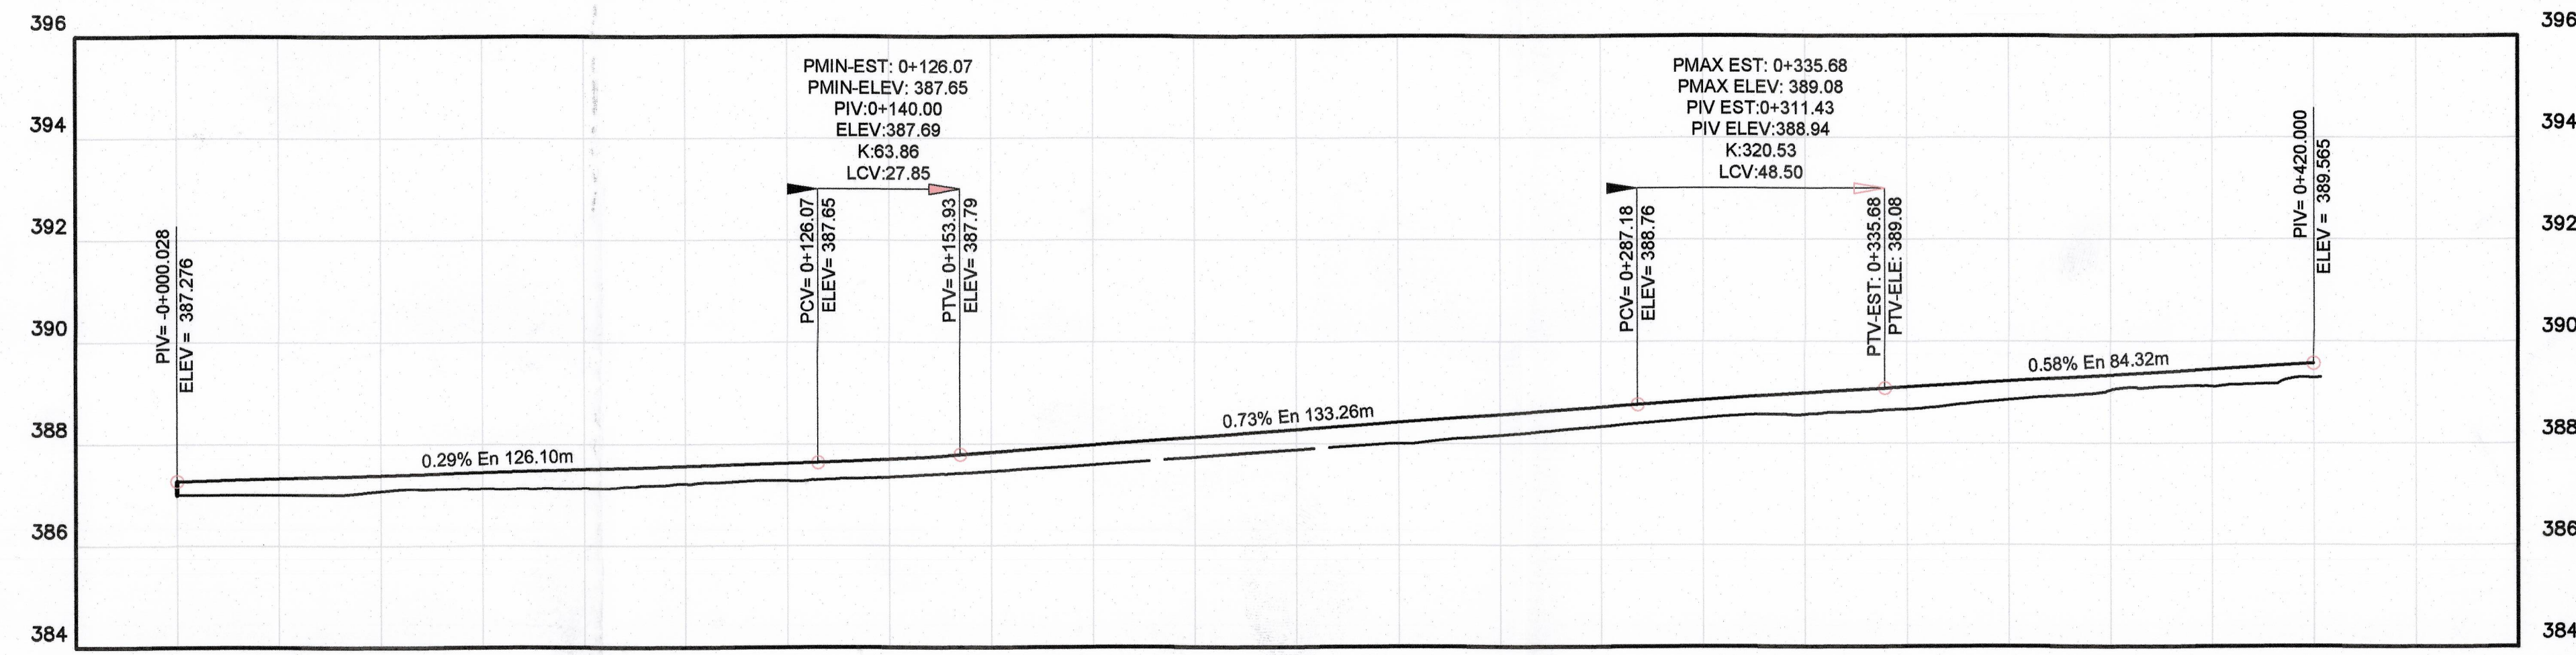 396
394
392
390
388
386
384
PIV= -0+000.028
ELEV = 387.276
0.29% En 126.10m
PMIN-EST: 0+126.07
PMIN-ELEV: 387.65
PIV:0+140.00
ELEV:387.69
K:63.86
LCV:27.85
PCV= 0+126.07
ELEV= 387.65
PTV= 0+153.93
ELEV= 387.79
0.73% En 133.26m
PMAX EST: 0+335.68
PMAX ELEV: 389.08
PIV EST:0+311.43
PIV ELEV:388.94
K:320.53
LCV:48.50
PCV= 0+287.18
ELEV= 388.76
PTV-EST: 0+335.68
PTV-ELE: 389.08
0.58% En 84.32m
PIV= 0+420.000
ELEV = 389.565
396
394
392
390
388
386
384